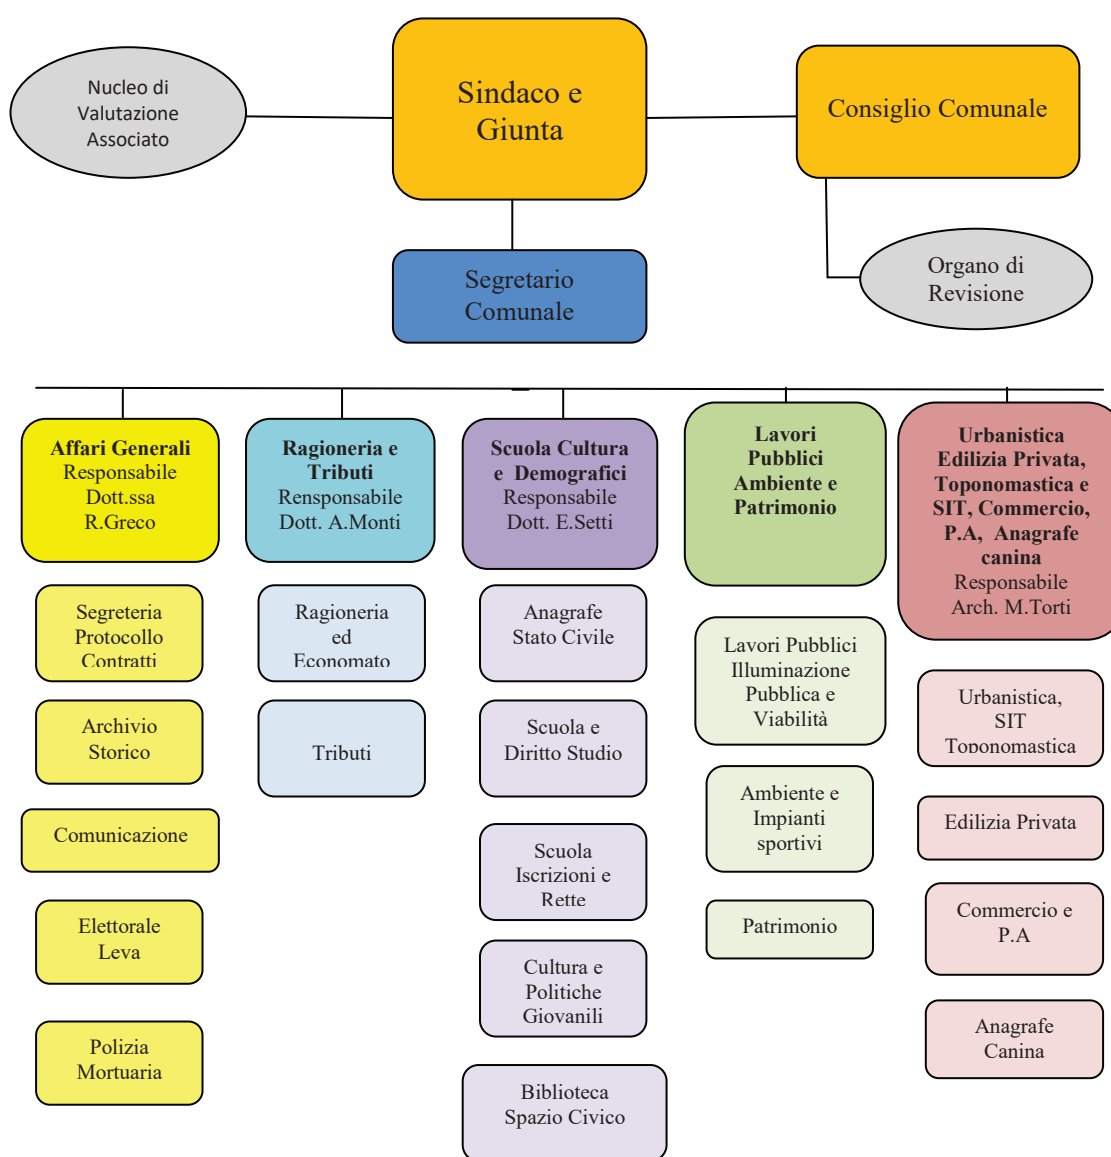 Nucleo di
Valutazione
Associato
Sindaco e
Giunta
Consiglio Comunale
Segretario
Comunale
Organo di
Revisione
Affari Generali
Responsabile
Dott.ssa
R.Greco
Segreteria
Protocollo
Contratti
Archivio
Storico
Comunicazione
Elettorale
Leva
Polizia
Mortuaria
Ragioneria e
Tributi
Rensponsabile
Dott. A.Monti
Ragioneria
ed
Economato
Tributi
Scuola Cultura
e Demografici
Responsabile
Dott. E.Setti
Anagrafe
Stato Civile
Scuola e
Diritto Studio
Scuola
Iscrizioni e
Rette
Cultura e
Politiche
Giovanili
Biblioteca
Spazio Civico
Lavori
Pubblici
Ambiente e
Patrimonio
Lavori Pubblici
Illuminazione
Pubblica e
Viabilità
Ambiente e
Impianti
sportivi
Patrimonio
Urbanistica
Edilizia Privata,
Toponomastica e
SIT, Commercio,
P.A, Anagrafe
canina
Responsabile
Arch. M.Torti
Urbanistica,
SIT
Toponomastica
Edilizia Privata
Commercio e
P.A
Anagrafe
Canina